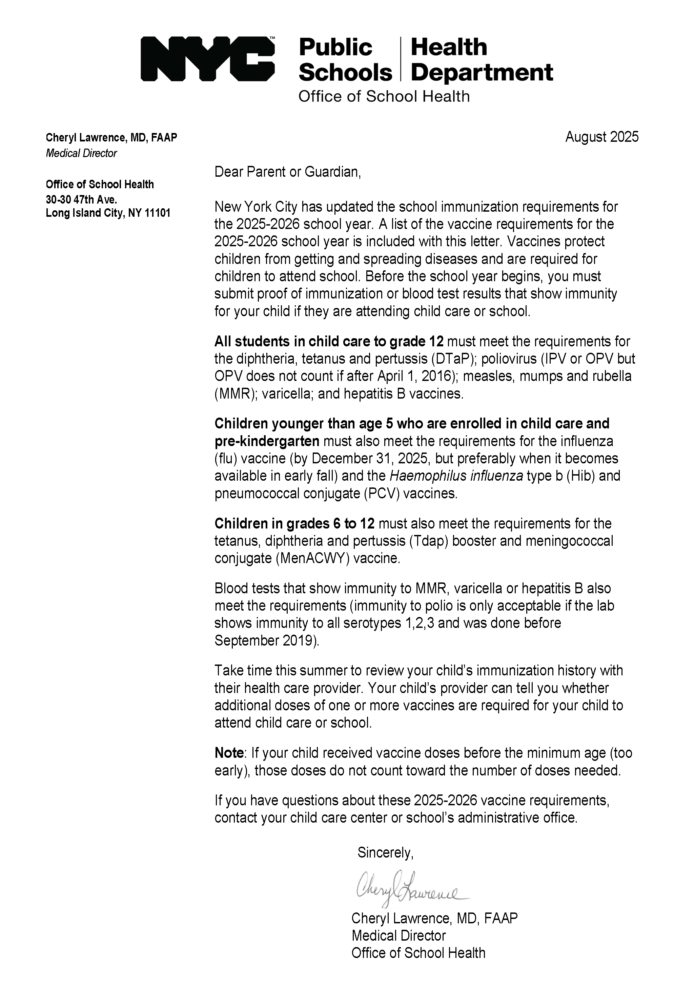 NYC™
Public Schools
Health Department
Office of School Health
Cheryl Lawrence, MD, FAAP
Medical Director
Office of School Health
30-30 47th Ave.
Long Island City, NY 11101
August 2025
Dear Parent or Guardian,
New York City has updated the school immunization requirements for
the 2025-2026 school year. A list of the vaccine requirements for the
2025-2026 school year is included with this letter. Vaccines protect
children from getting and spreading diseases and are required for
children to attend school. Before the school year begins, you must
submit proof of immunization or blood test results that show immunity
for your child if they are attending child care or school.
All students in child care to grade 12 must meet the requirements for
the diphtheria, tetanus and pertussis (DTaP); poliovirus (IPV or OPV but
OPV does not count if after April 1, 2016); measles, mumps and rubella
(MMR); varicella; and hepatitis B vaccines.
Children younger than age 5 who are enrolled in child care and
pre-kindergarten must also meet the requirements for the influenza
(flu) vaccine (by December 31, 2025, but preferably when it becomes
available in early fall) and the Haemophilus influenza type b (Hib) and
pneumococcal conjugate (PCV) vaccines.
Children in grades 6 to 12 must also meet the requirements for the
tetanus, diphtheria and pertussis (Tdap) booster and meningococcal
conjugate (MenACWY) vaccine.
Blood tests that show immunity to MMR, varicella or hepatitis B also
meet the requirements (immunity to polio is only acceptable if the lab
shows immunity to all serotypes 1,2,3 and was done before
September 2019).
Take time this summer to review your child’s immunization history with
their health care provider. Your child’s provider can tell you whether
additional doses of one or more vaccines are required for your child to
attend child care or school.
Note: If your child received vaccine doses before the minimum age (too
early), those doses do not count toward the number of doses needed.
If you have questions about these 2025-2026 vaccine requirements,
contact your child care center or school’s administrative office.
Sincerely,
Cheryl Lawrence
Cheryl Lawrence, MD, FAAP
Medical Director
Office of School Health